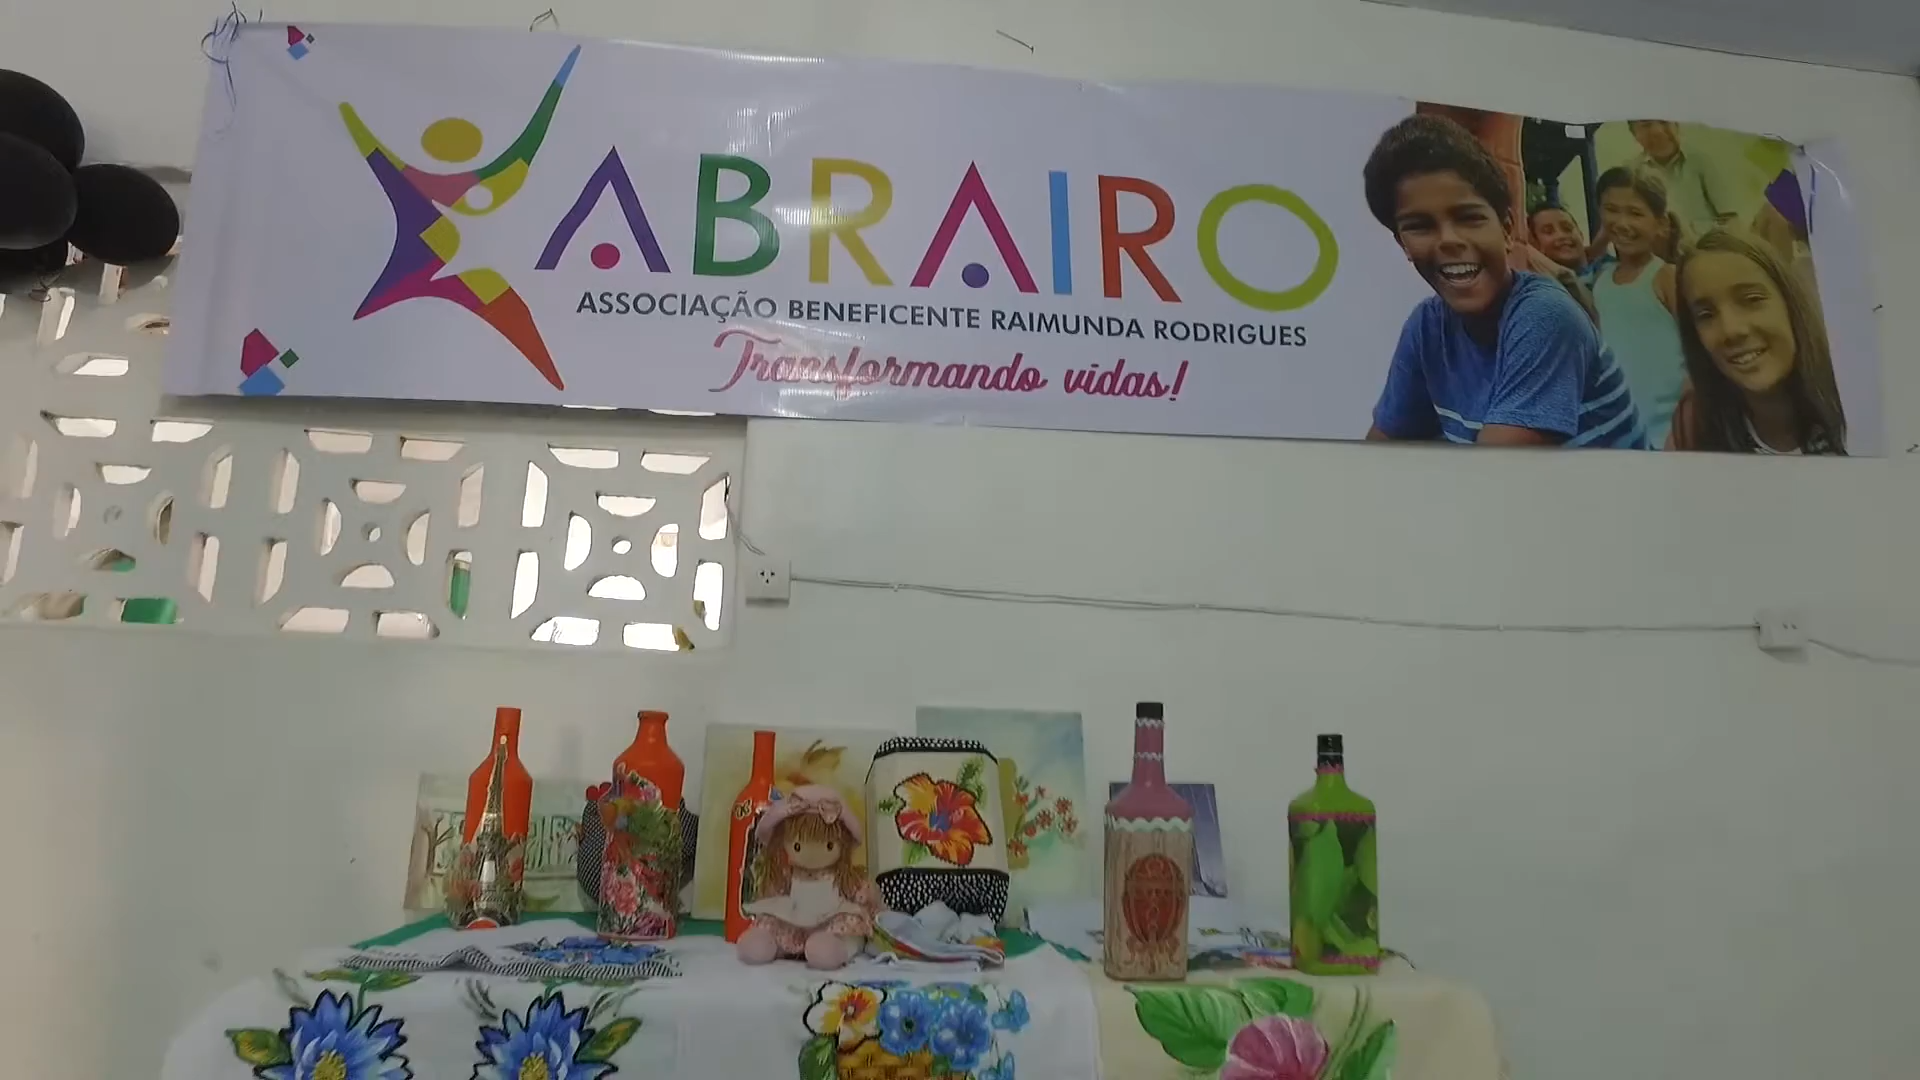 ABRAIRO
ASSOCIAÇÃO BENEFICENTE RAIMUNDA RODRIGUES
Transformando vidas!